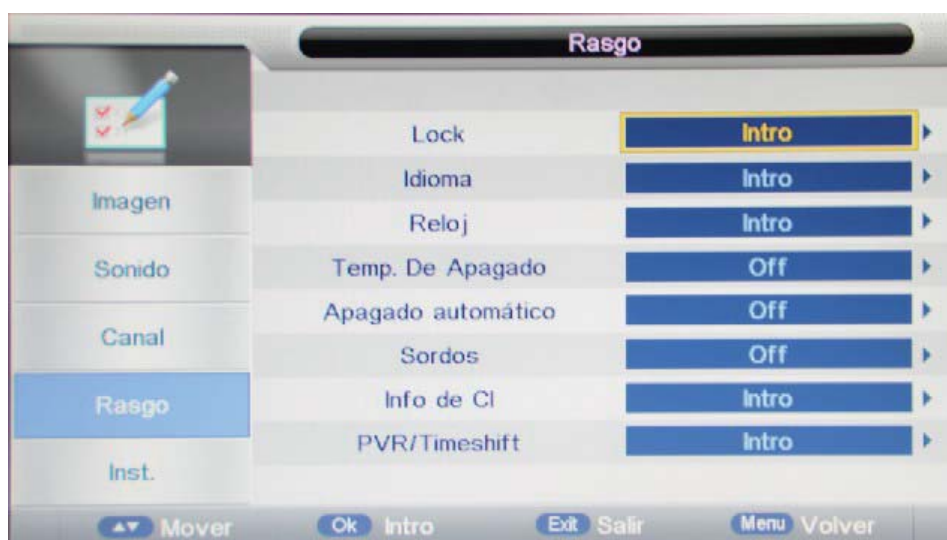 Rasgo
Lock Intro
Imagen
Idioma Intro
Reloj Intro
Sonido
Temp. De Apagado Off
Apagado automático Off
Canal
Sordos Off
Rasgo
Info de CI Intro
PVR/Timeshift Intro
Inst.
Mover Ok Intro Exit Salir Menu Volver